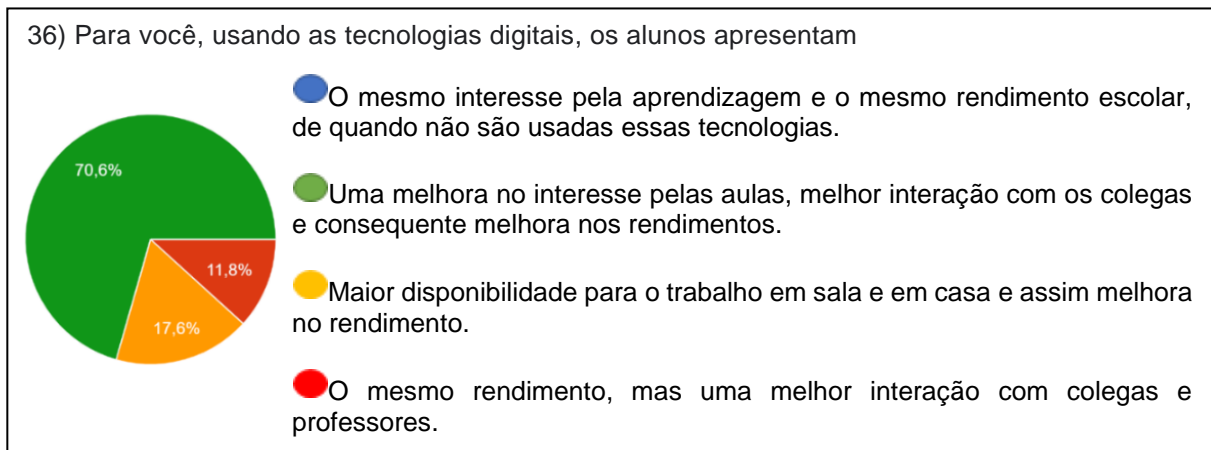 36) Para você, usando as tecnologias digitais, os alunos apresentam
O mesmo interesse pela aprendizagem e o mesmo rendimento escolar,
de quando não são usadas essas tecnologias.
70,6%
Uma melhora no interesse pelas aulas, melhor interação com os colegas
e consequente melhora nos rendimentos.
11,8%
Maior disponibilidade para o trabalho em sala e em casa e assim melhora
no rendimento.
17,6%
O mesmo rendimento, mas uma melhor interação com colegas e
professores.